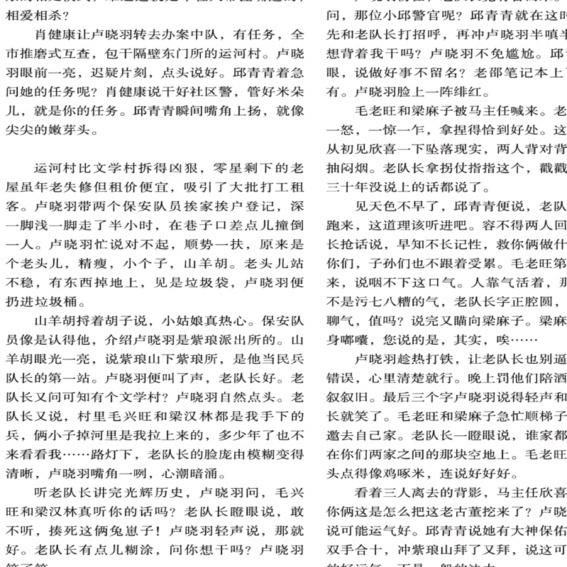 相爱相杀？
肖健康让卢晓羽转去办案中队，有任务，全
市推磨式互查，包干隔壁东门所的运河村。卢晓
羽眼前一亮，迟疑片刻，点头说好。邱青青着急
问她的任务呢？肖健康说干好社区警，管好米朵
儿，就是你的任务。邱青青瞬间嘴角上扬，就像
尖尖的嫩芽头。
运河村比文学村拆得凶狠，零星剩下的老
屋虽年老失修但租价便宜，吸引了大批打工租
客。卢晓羽带两个保安队员挨家挨户登记，深
一脚浅一脚走了半小时，在巷子口差点儿撞倒
一人。卢晓羽忙说对不起，顺势一扶，原来是
个老头儿，精瘦，小个子，山羊胡。老头儿站
不稳，有东西掉地上，见是垃圾袋，卢晓羽便
扔进垃圾桶。
山羊胡捋着胡子说，小姑娘真热心。保安队
员像是认得他，介绍卢晓羽是紫琅派出所的。山
羊胡眼光一亮，说紫琅山下紫琅所，是他当民兵
队长的第一站。卢晓羽便叫了声，老队长好。老
队长又问可知有个文学村？卢晓羽自然点头。老
队长又说，村里毛兴旺和梁汉林都是我手下的
兵，俩小子掉河里是我拉上来的，多少年了也不
来看看我……路灯下，老队长的脸庞由模糊变得
清晰，卢晓羽嘴角一咧，心潮暗涌。
听老队长讲完光辉历史，卢晓羽问，毛兴
旺和梁汉林真听你的话吗？老队长瞪眼说，敢
不听，揍死这俩兔崽子！卢晓羽轻声说，那就
好。老队长有点儿糊涂，问你想干吗？卢晓羽
问，那位小邱警官呢？邱青青就在这时
先和老队长打招呼，再冲卢晓羽半嗔半
想背着我干吗？卢晓羽不免尴尬。邱
眼，说做好事不留名？老邵笔记本上
有。卢晓羽脸上一阵绯红。
毛老旺和梁麻子被马主任喊来。老
一怒，一惊一乍，拿捏得恰到好处。这
从初见欣喜一下坠落现实，两人背对背
抽闷烟。老队长拿拐仗指指这个，戳戳
三十年没说上的话都说了。
见天色不早了，邱青青便说，老队
跑来，这道理该听进吧。容不得两人回
长抢话说，早知不长记性，救你俩做什
你们，子孙们也不跟着受累。毛老旺第
来，说咽不下这口气。人靠气活着，那
不是污七八糟的气，老队长字正腔圆，
聊气，值吗？说完又瞄向梁麻子。梁麻
身嘟囔，您说的是，其实，唉……
卢晓羽趁热打铁，让老队长也别逼
错误，心里清楚就行。晚上罚他们陪酒
叙叙旧。最后三个字卢晓羽说得轻声和
长就笑了。毛老旺和梁麻子急忙顺梯子
邀去自己家。老队长一瞪眼说，谁家都
在你们两家之间的那块空地上。毛老旺
头点得像鸡啄米，连说好好好。
看着三人离去的背影，马主任欣喜
你俩这是怎么把这老古董挖来了？卢晓
说可能运气好。邱青青说她有大神保佑
双手合十，冲紫琅山拜了又拜，说这可